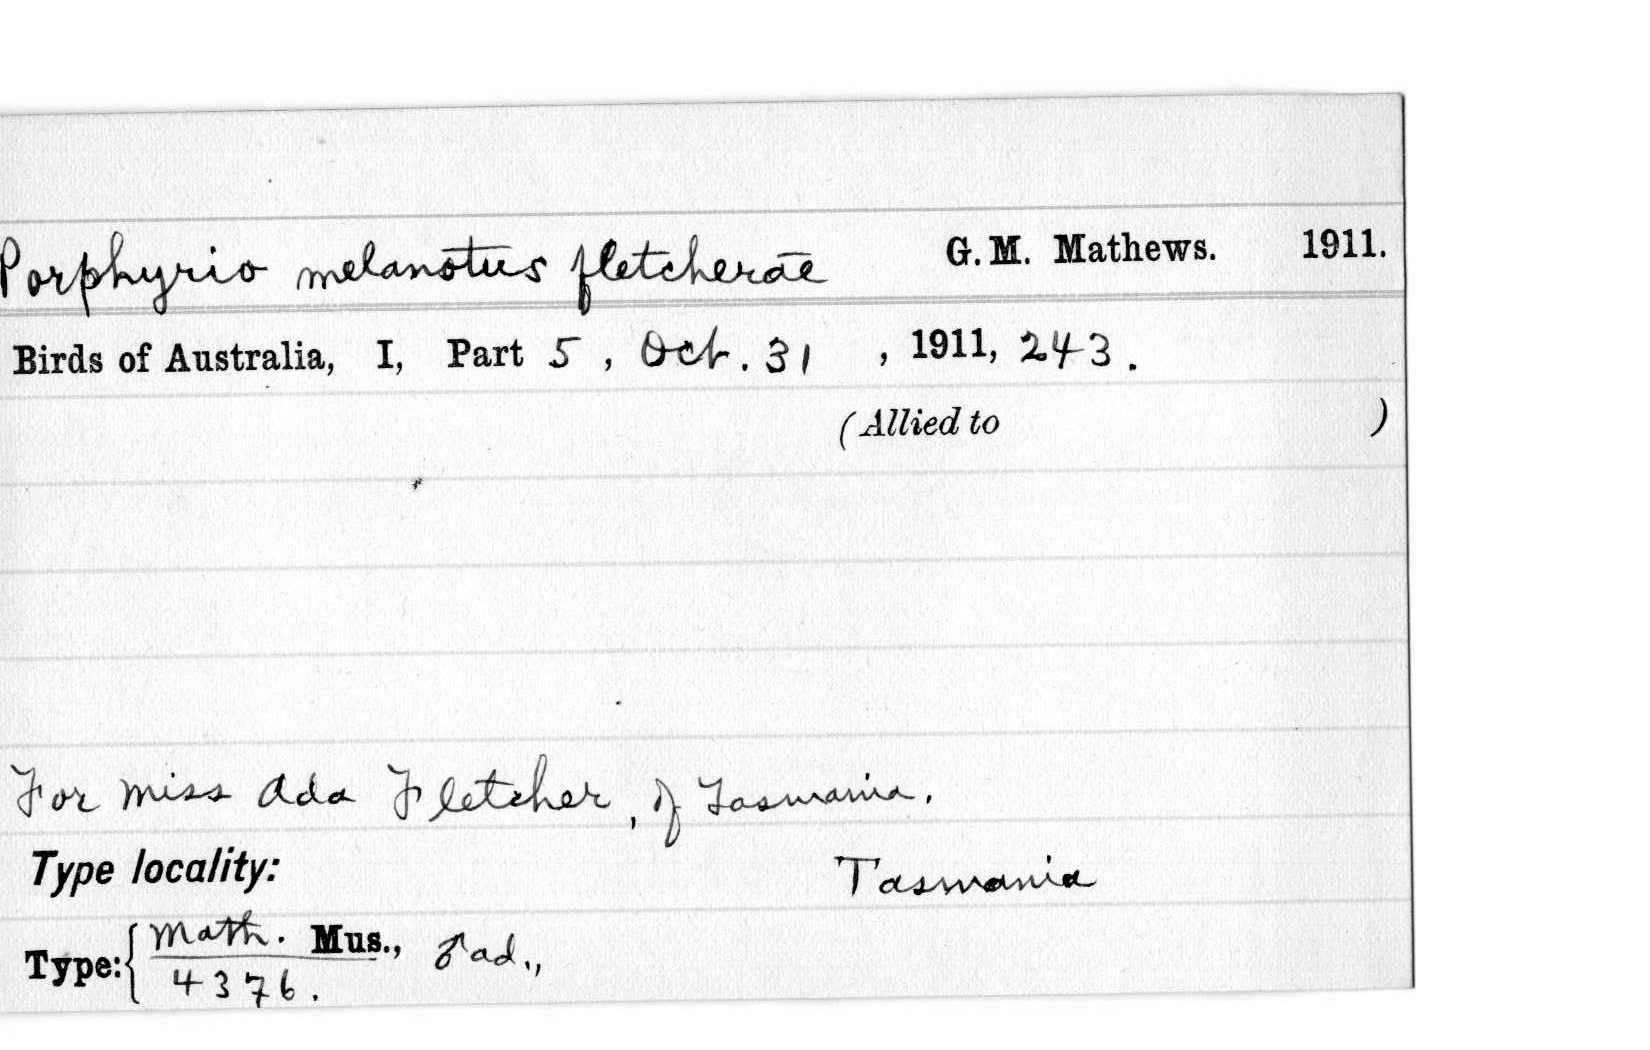 Porphyrio melanotus fletcherae G. M. Mathews. 1911.
Birds of Australia, I, Part 5, Oct. 31, 1911, 243.
(Allied to )
For Miss Ada Fletcher, of Tasmania.
Type locality: Tasmania
Type: { Math. Mus., ♂ ad.,
4376.